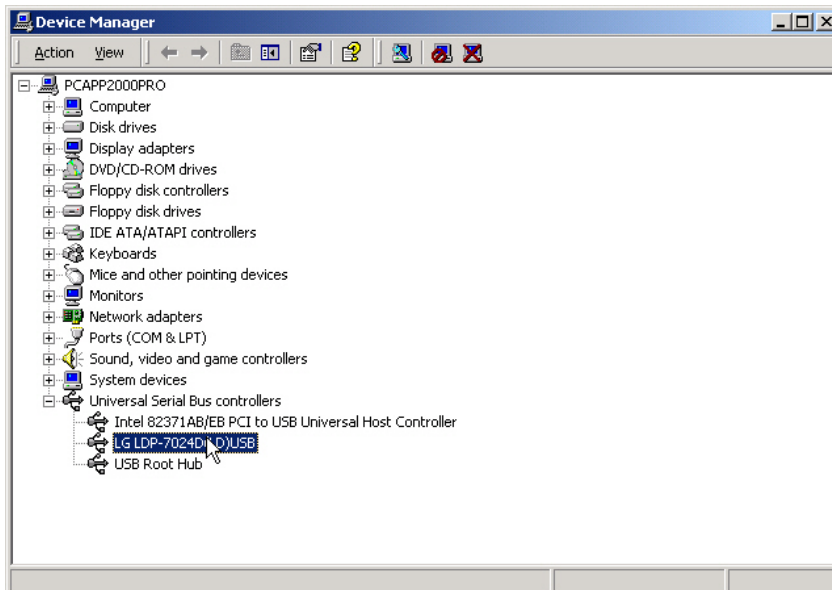 Device Manager
Action View
PCAPP2000PRO
Computer
Disk drives
Display adapters
DVD/CD-ROM drives
Floppy disk controllers
Floppy disk drives
IDE ATA/ATAPI controllers
Keyboards
Mice and other pointing devices
Monitors
Network adapters
Ports (COM & LPT)
Sound, video and game controllers
System devices
Universal Serial Bus controllers
Intel 82371AB/EB PCI to USB Universal Host Controller
LG
USB Root Hub